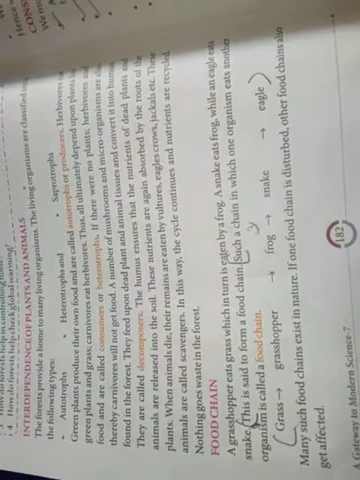 4. How do forests help check global warming?
INTERDEPENDENCE OF PLANTS AND ANIMALS
The forests provide a home to many living organisms. The living organisms are classified
the following types:
• Autotrophs • Heterotrophs and Saprotrophs
Green plants produce their own food and are called autotrophs or producers. Herbivores
green plants and grass; carnivores eat herbivores. Thus, all ultimately depend upon plants
food and are called consumers or heterotrophs. If there were no plants; herbivores
thereby carnivores will not get food. A number of mushrooms and micro-organisms are
found in the forest. They feed upon dead plant and animal tissues and convert it into humus.
They are called decomposers. The humus ensures that the nutrients of dead plants and
animals are released into the soil. These nutrients are again absorbed by the roots of the
plants. When animals die, their remains are eaten by vultures, eagles crows, jackals etc. These
animals are called scavengers. In this way, the cycle continues and nutrients are recycled.
Nothing goes waste in the forest.
FOOD CHAIN
A grasshopper eats grass which in turn is eaten by a frog. A snake eats frog, while an eagle eats
snake. This is said to form a food chain. Such a chain in which one organism eats another
organism is called a food chain.
Grass → grasshopper → frog → snake → eagle
Many such food chains exist in nature. If one food chain is disturbed, other food chains also
get affected.
A Gateway to Modern Science-7
182